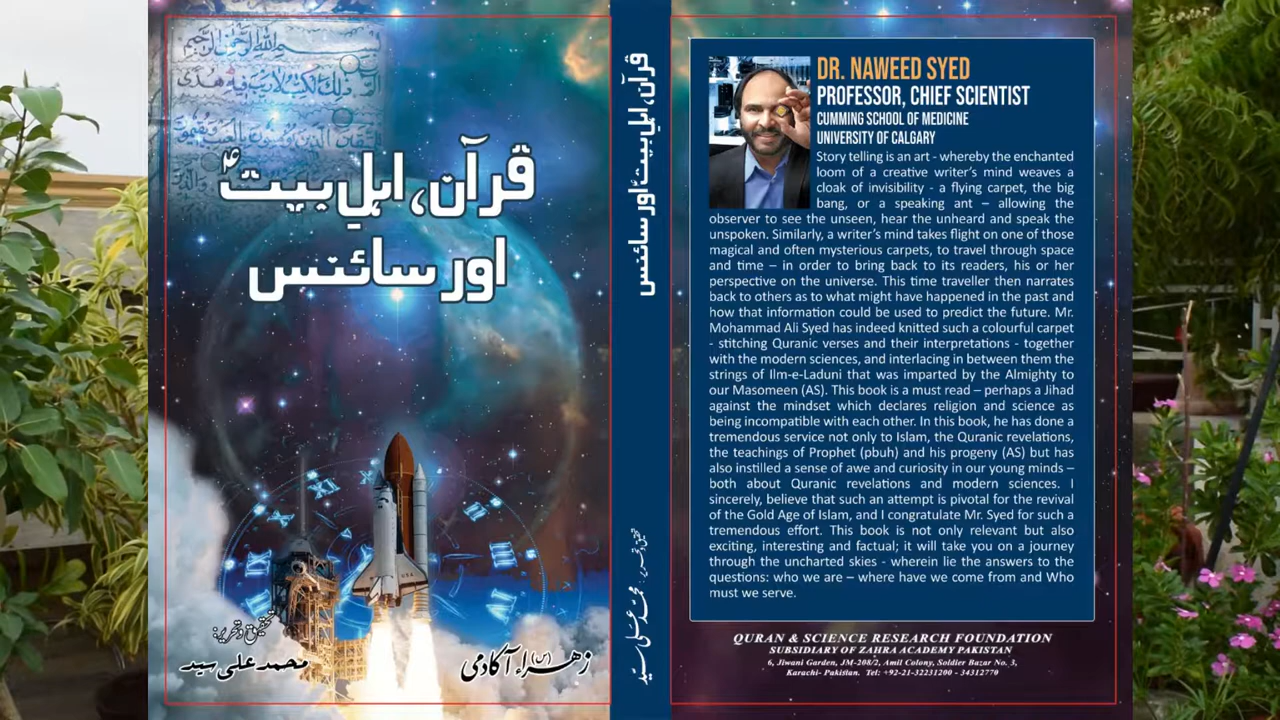 بسم الله الرحمن الرحيم
قرآن، اہلِ بیتؑ
اور سائنس
تحقیق و تحریر:
محمد علی سید
زھراء (س) آکادمی
قرآن، اہلِ بیتؑ اور سائنس
تحقیق و تحریر: محمد علی سیّد
DR. NAWEED SYED
PROFESSOR, CHIEF SCIENTIST
CUMMING SCHOOL OF MEDICINE
UNIVERSITY OF CALGARY
Story telling is an art - whereby the enchanted
loom of a creative writer's mind weaves a
cloak of invisibility - a flying carpet, the big
bang, or a speaking ant – allowing the
observer to see the unseen, hear the unheard and speak the
unspoken. Similarly, a writer's mind takes flight on one of those
magical and often mysterious carpets, to travel through space
and time – in order to bring back to its readers, his or her
perspective on the universe. This time traveller then narrates
back to others as to what might have happened in the past and
how that information could be used to predict the future. Mr.
Mohammad Ali Syed has indeed knitted such a colourful carpet
- stitching Quranic verses and their interpretations - together
with the modern sciences, and interlacing in between them the
strings of Ilm-e-Laduni that was imparted by the Almighty to
our Masomeen (AS). This book is a must read – perhaps a Jihad
against the mindset which declares religion and science as
being incompatible with each other. In this book, he has done a
tremendous service not only to Islam, the Quranic revelations,
the teachings of Prophet (pbuh) and his progeny (AS) but has
also instilled a sense of awe and curiosity in our young minds –
both about Quranic revelations and modern sciences. I
sincerely, believe that such an attempt is pivotal for the revival
of the Gold Age of Islam, and I congratulate Mr. Syed for such a
tremendous effort. This book is not only relevant but also
exciting, interesting and factual; it will take you on a journey
through the uncharted skies - wherein lie the answers to the
questions: who we are – where have we come from and Who
must we serve.
QURAN & SCIENCE RESEARCH FOUNDATION
SUBSIDIARY OF ZAHRA ACADEMY PAKISTAN
6, Jiwani Garden, JM-208/2, Amil Colony, Soldier Bazar No. 3,
Karachi- Pakistan. Tel: +92-21-32231200 - 34312770